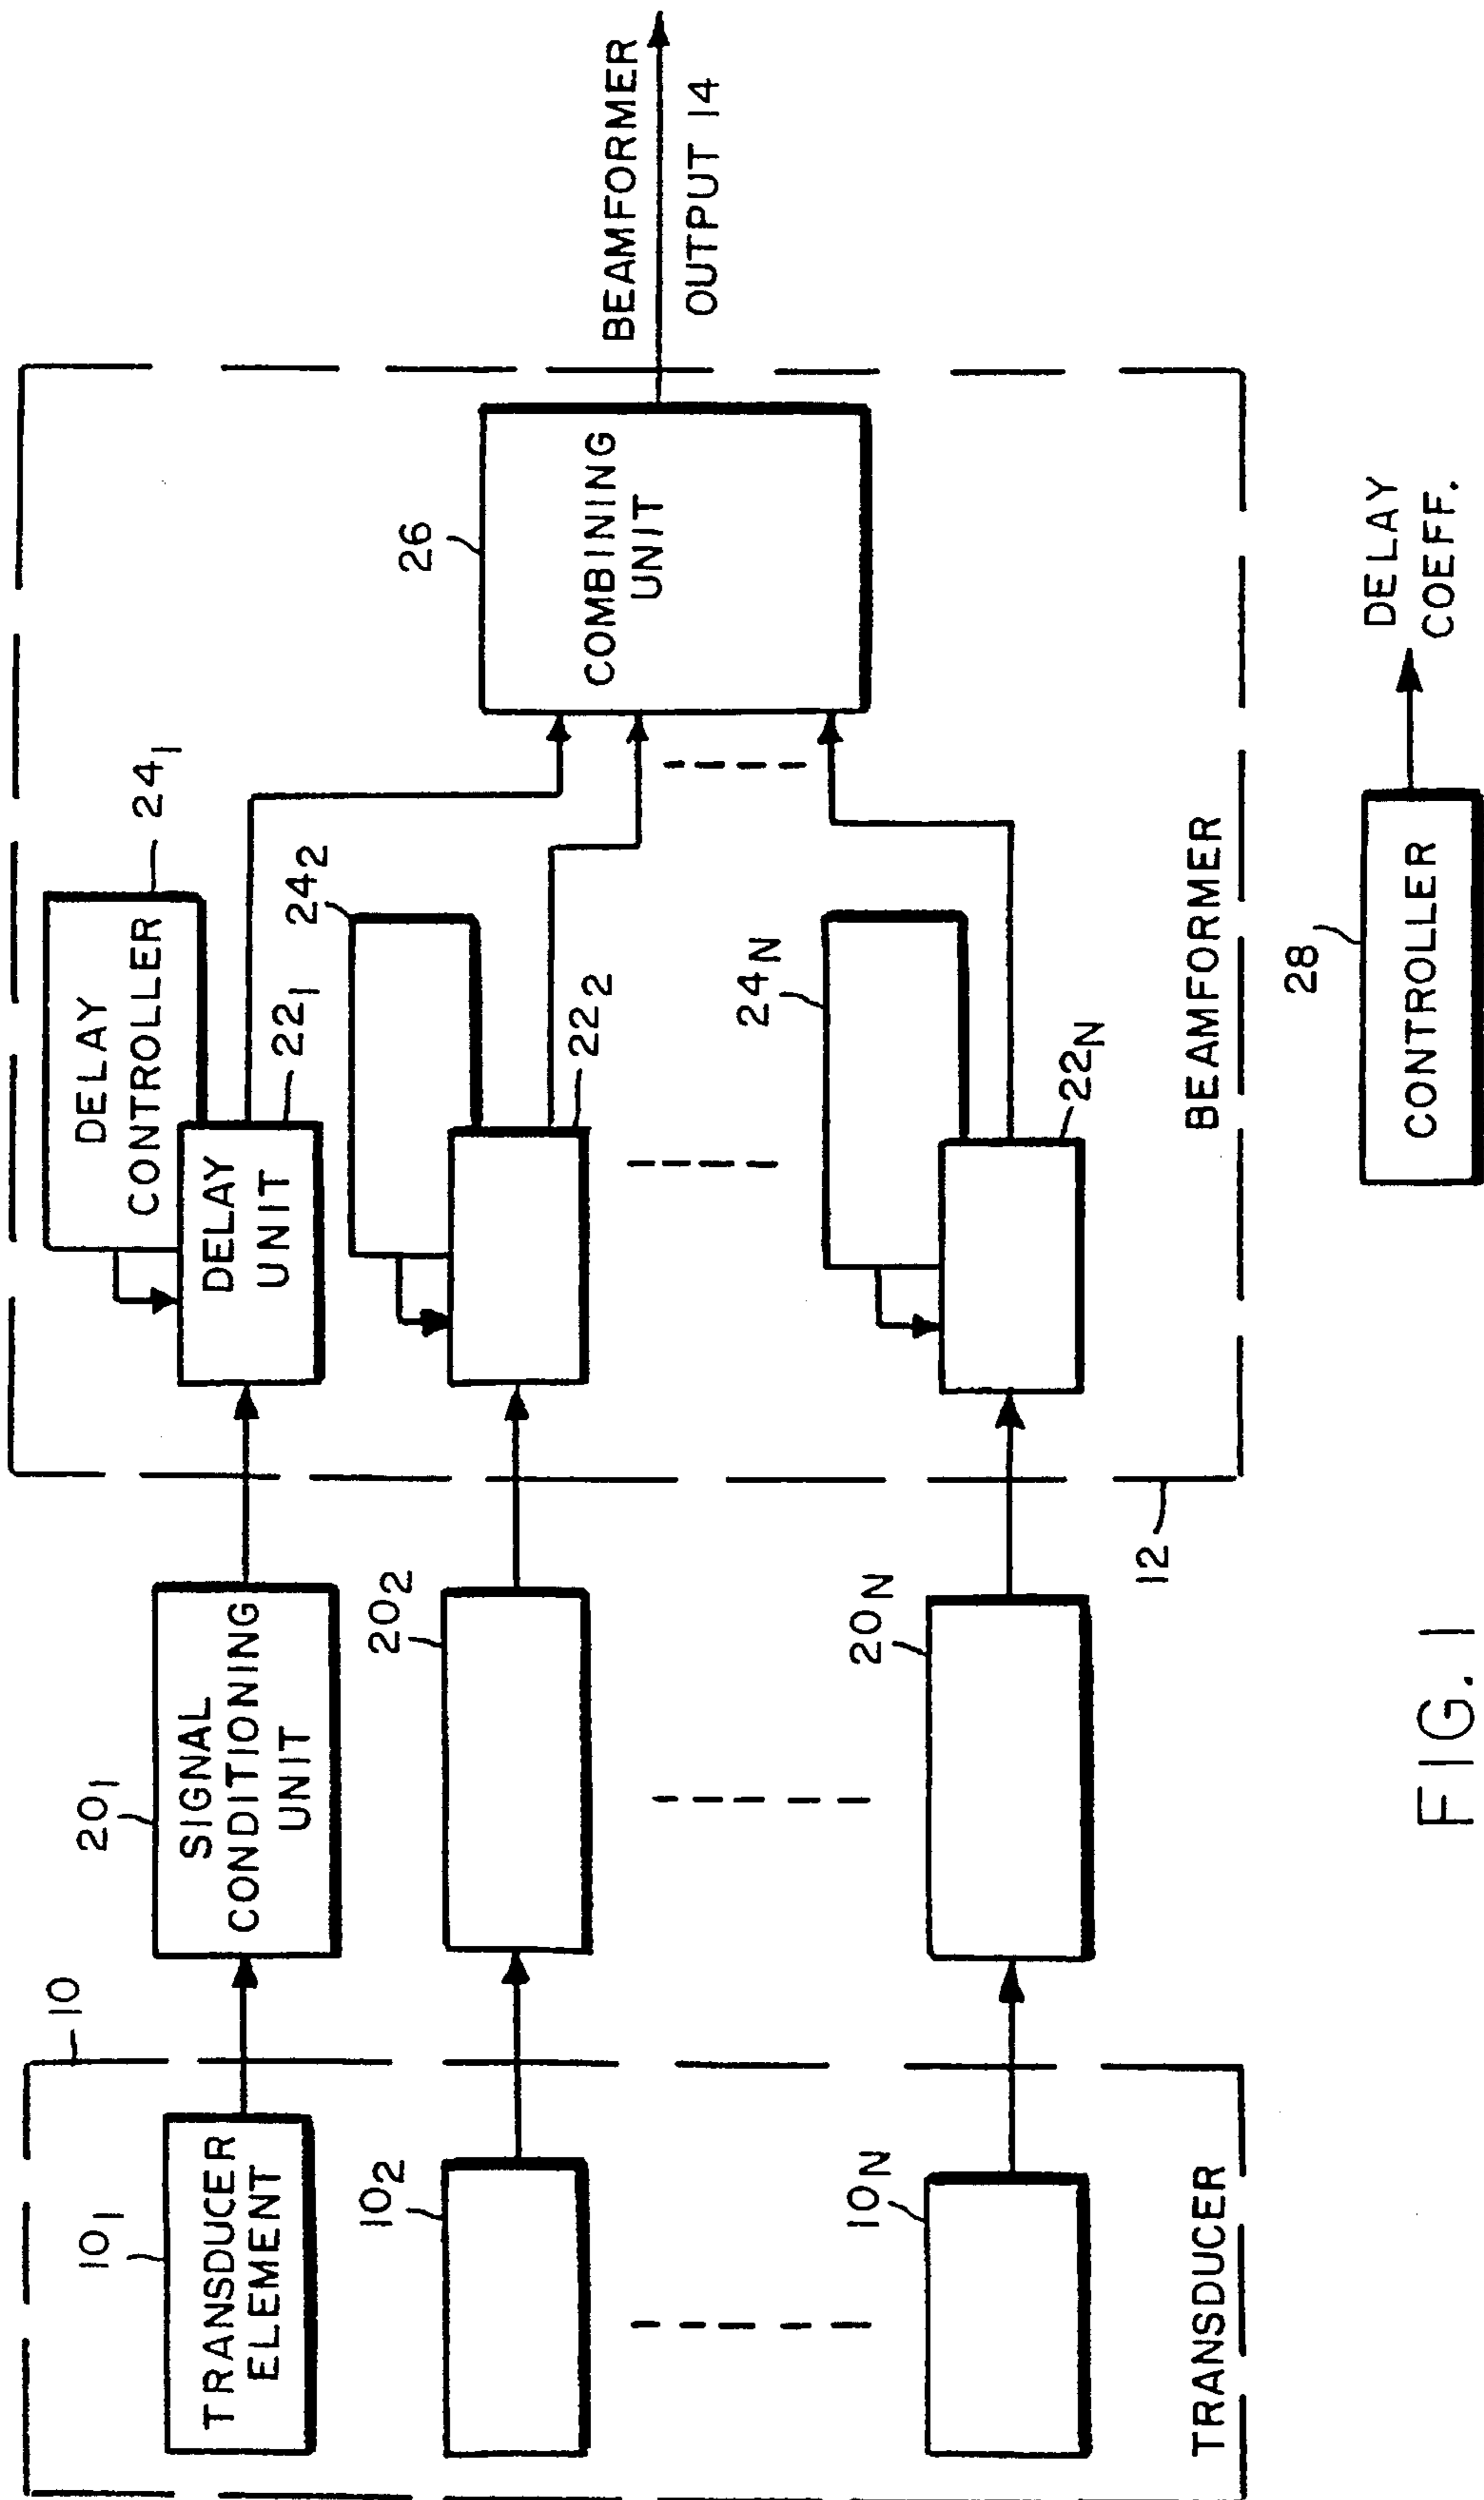 10
10₁
TRANSDUCER
ELEMENT
10₂
10N
TRANSDUCER
20₁
SIGNAL
CONDITIONING
UNIT
20₂
20N
12
DELAY
CONTROLLER
24₁
DELAY
UNIT
22₁
24₂
22₂
24N
22N
26
COMBINING
UNIT
BEAMFORMER
BEAMFORMER
OUTPUT 14
28
CONTROLLER
DELAY
COEFF.
FIG. 1